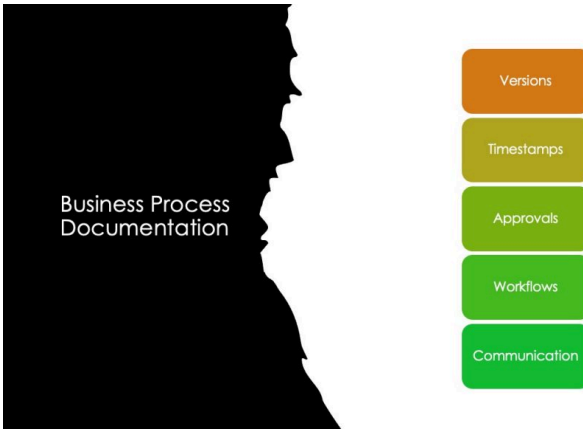 Business Process
Documentation
Versions
Timestamps
Approvals
Workflows
Communication